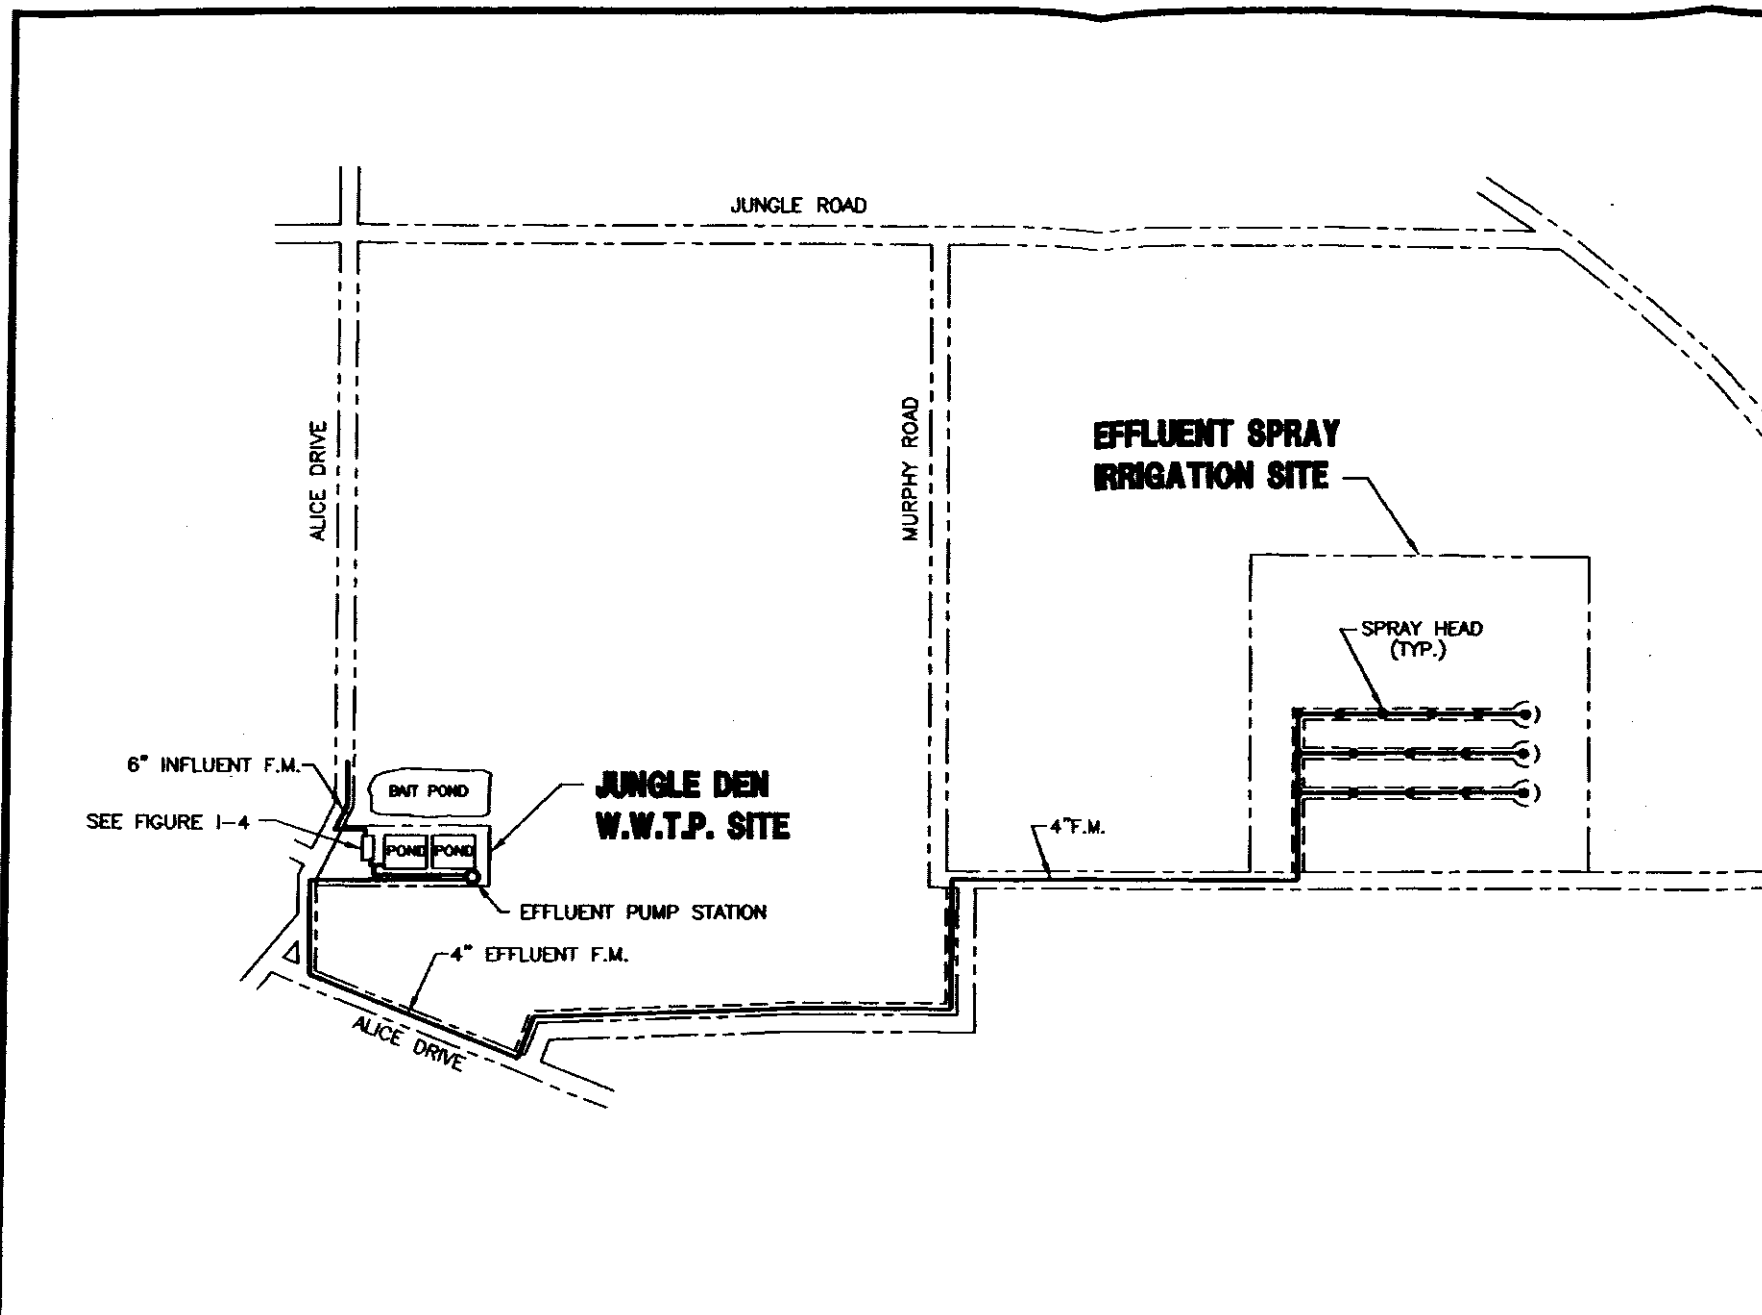 JUNGLE ROAD
ALICE DRIVE
MURPHY ROAD
EFFLUENT SPRAY
IRRIGATION SITE
SPRAY HEAD
(TYP.)
6" INFLUENT F.M.
SEE FIGURE 1-4
BAIT POND
POND
POND
JUNGLE DEN
W.W.T.P. SITE
4"F.M.
EFFLUENT PUMP STATION
4" EFFLUENT F.M.
ALICE DRIVE